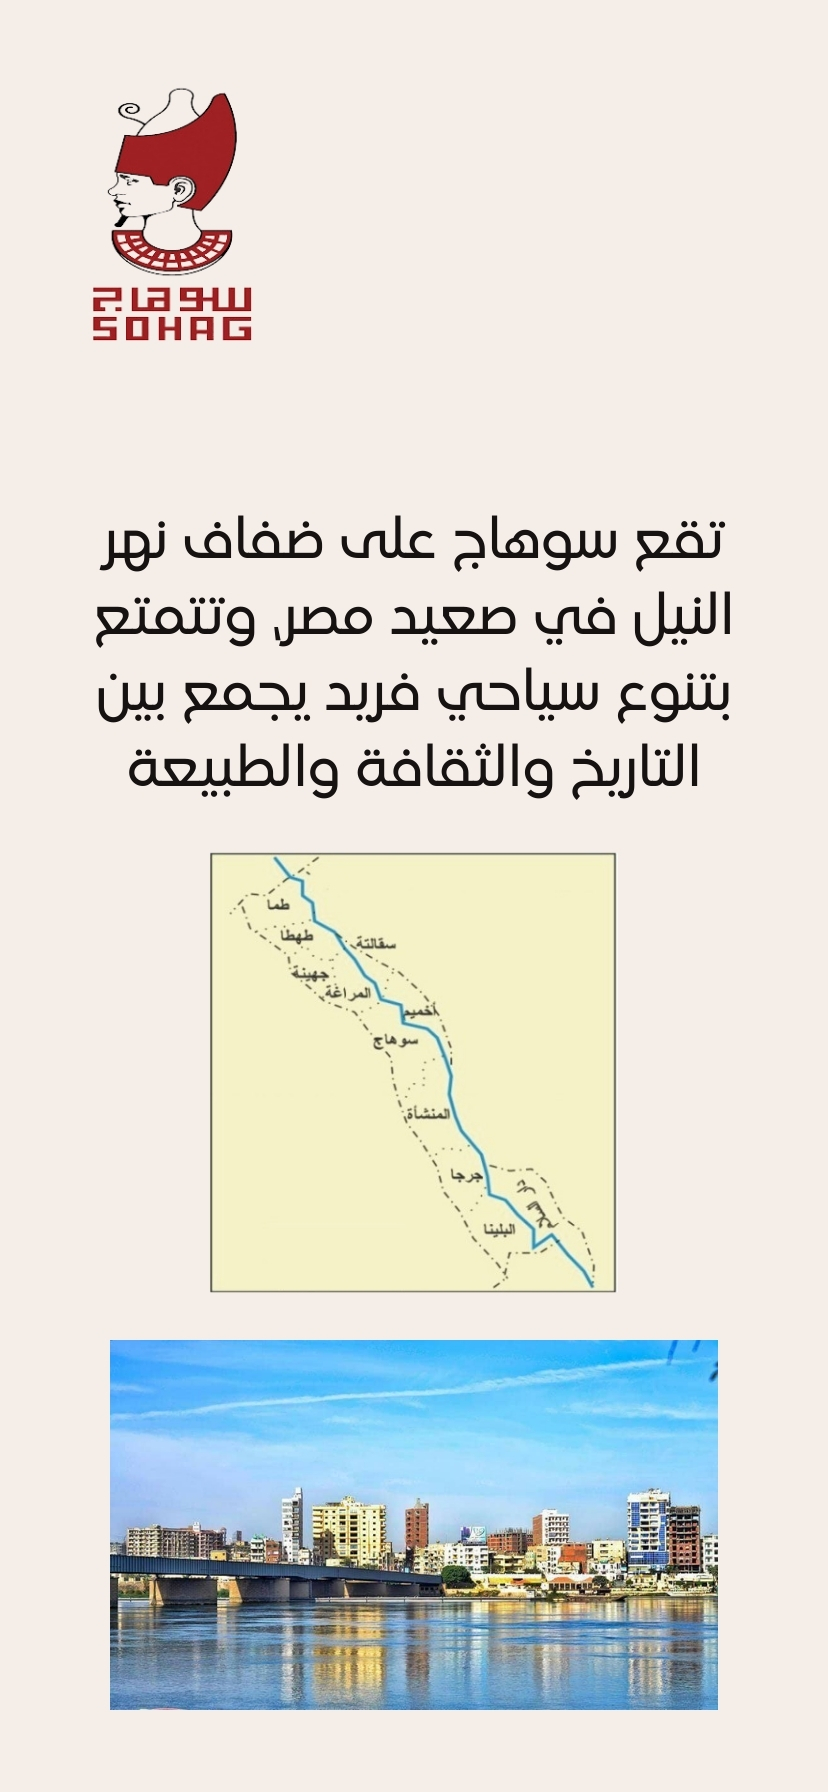 سوهاج
SOHAG
تقع سوهاج على ضفاف نهر
النيل في صعيد مصر، وتتمتع
بتنوع سياحي فريد يجمع بين
التاريخ والثقافة والطبيعة
طما
طهطا
سقالتة
جهينة
المراغة
أخميم
سوهاج
المنشأة
جرجا
دار السلام
البلينا